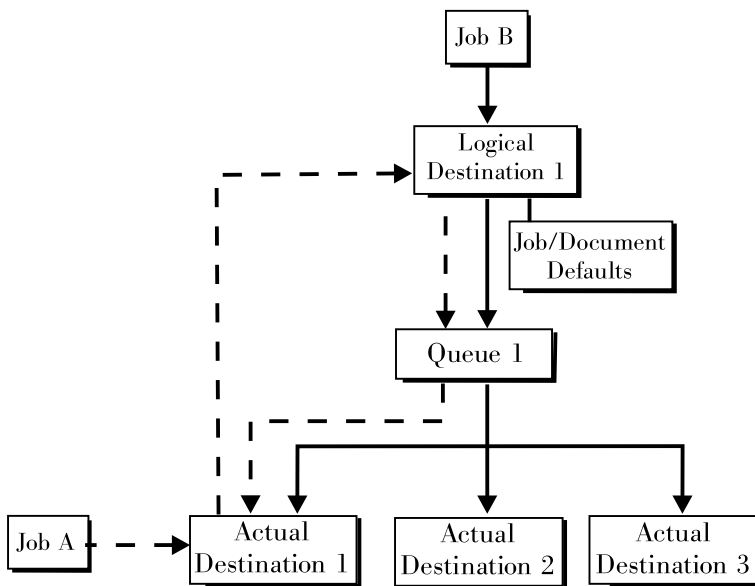 Job B
Logical
Destination 1
Job/Document
Defaults
Queue 1
Job A
Actual
Destination 1
Actual
Destination 2
Actual
Destination 3